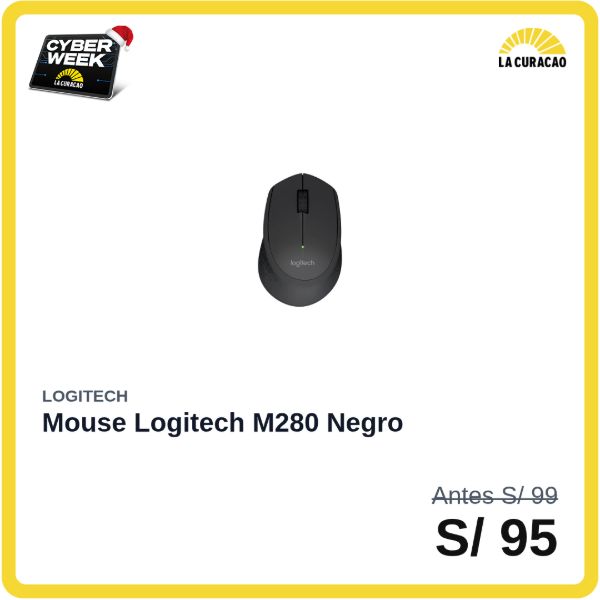 CYBER
WEEK
LA CURACAO
LA CURACAO
logitech
LOGITECH
Mouse Logitech M280 Negro
Antes S/ 99
S/ 95